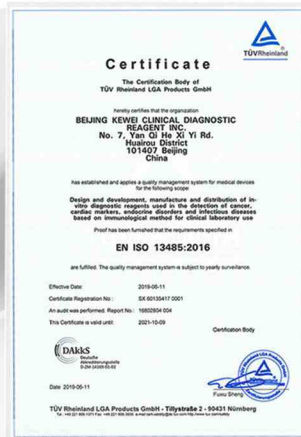 TÜVRheinland
Certificate
The Certification Body of
TÜV Rheinland LGA Products GmbH
hereby certifies that the organization
BEIJING KEWEI CLINICAL DIAGNOSTIC
REAGENT INC.
No. 7, Yan Qi He Xi Yi Rd.
Huairou District
101407 Beijing
China
has established and applies a quality management system for medical devices
for the following scope:
Design and development, manufacture and distribution of in-
vitro diagnostic reagents used in the detection of cancer,
cardiac markers, endocrine disorders and infectious diseases
based on immunological method for clinical laboratory use
Proof has been furnished that the requirements specified in
EN ISO 13485:2016
are fulfilled. The quality management system is subject to yearly surveillance.
Effective Date: 2019-06-11
Certificate Registration No.: SX 60135417 0001
An audit was performed. Report No.: 16802804 004
This Certificate is valid until: 2021-10-09
Certification Body
DAkkS
Deutsche
Akkreditierungsstelle
Date 2019-06-11
Fuxiu Sheng
TÜV Rheinland LGA Products GmbH - Tillystraße 2 - 90431 Nürnberg